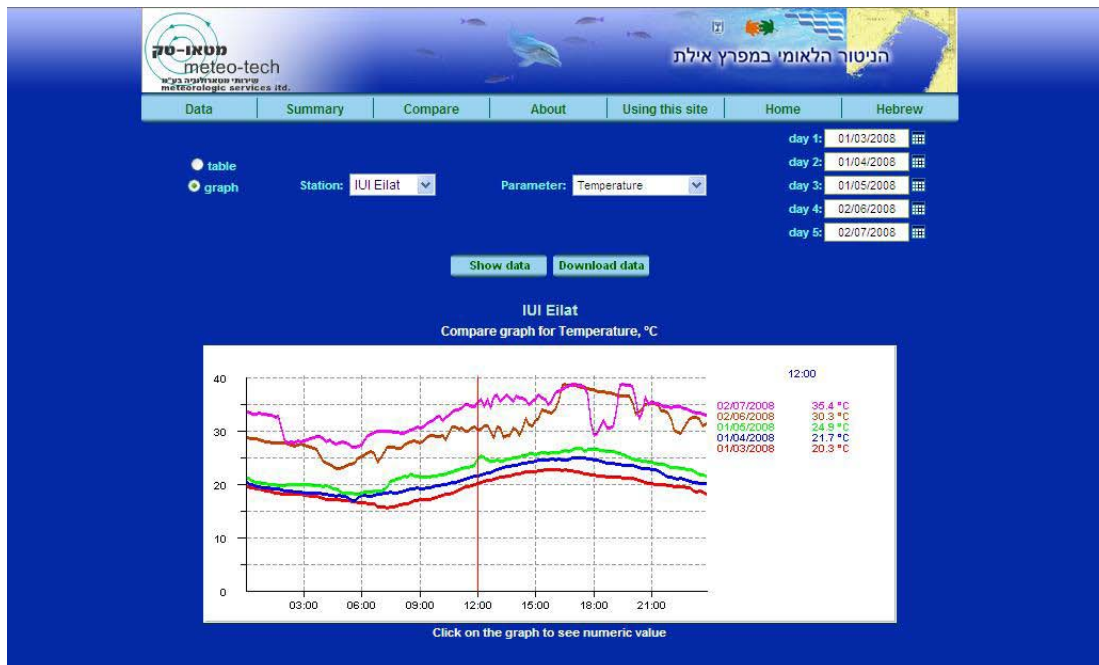 מטאו-טק
meteo-tech
שירותי מטאורולוגיה בע"מ
meteorologic services ltd.
הניטור הלאומי במפרץ אילת
Data Summary Compare About Using this site Home Hebrew
day 1: 01/03/2008
table
day 2: 01/04/2008
graph Station: IUI Eilat Parameter: Temperature day 3: 01/05/2008
day 4: 02/06/2008
day 5: 02/07/2008
Show data Download data
IUI Eilat
Compare graph for Temperature, °C
12:00
40
02/07/2008 35.4 °C
02/06/2008 30.3 °C
01/05/2008 24.9 °C
01/04/2008 21.7 °C
01/03/2008 20.3 °C
30
20
10
0
03:00 06:00 09:00 12:00 15:00 18:00 21:00
Click on the graph to see numeric value